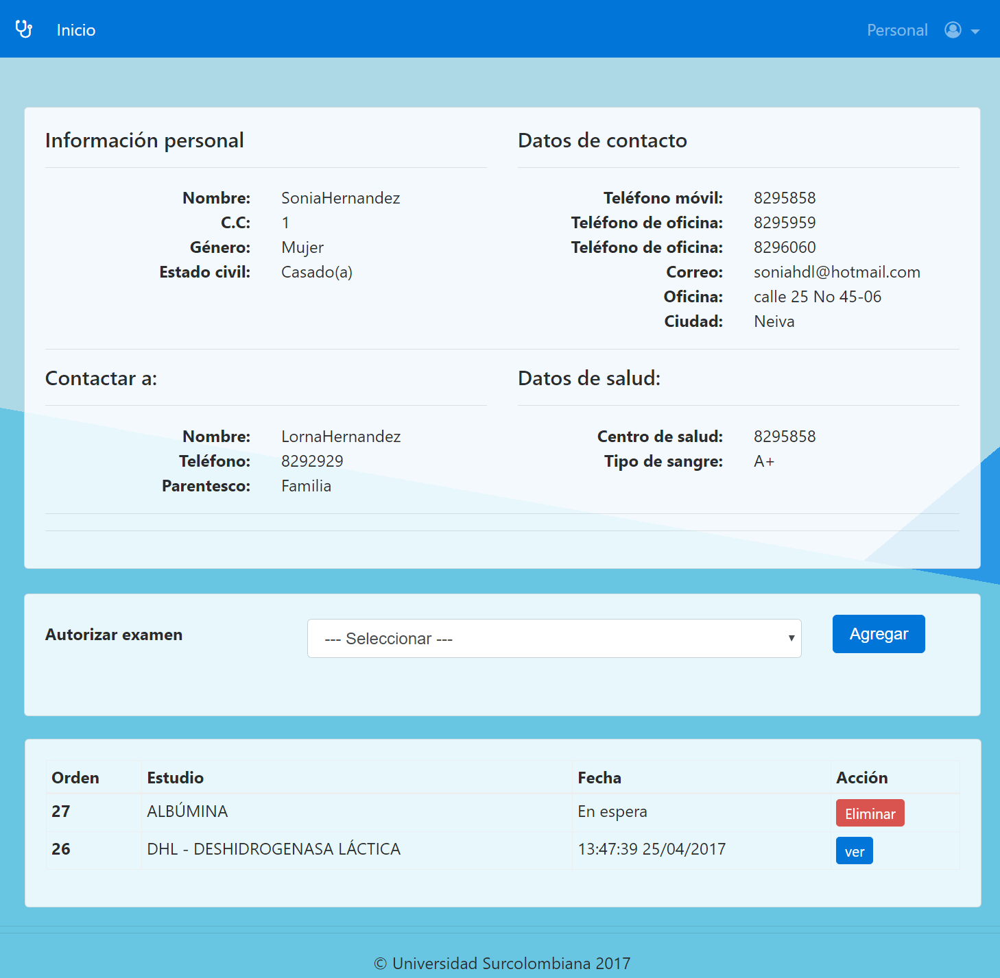 Inicio
Personal
Información personal
Nombre: SoniaHernandez
C.C: 1
Género: Mujer
Estado civil: Casado(a)
Datos de contacto
Teléfono móvil: 8295858
Teléfono de oficina: 8295959
Teléfono de oficina: 8296060
Correo: soniahdl@hotmail.com
Oficina: calle 25 No 45-06
Ciudad: Neiva
Contactar a:
Nombre: LornaHernandez
Teléfono: 8292929
Parentesco: Familia
Datos de salud:
Centro de salud: 8295858
Tipo de sangre: A+
Autorizar examen
--- Seleccionar ---
Agregar
Orden Estudio Fecha Acción
27 ALBÚMINA En espera Eliminar
26 DHL - DESHIDROGENASA LÁCTICA 13:47:39 25/04/2017 ver
© Universidad Surcolombiana 2017